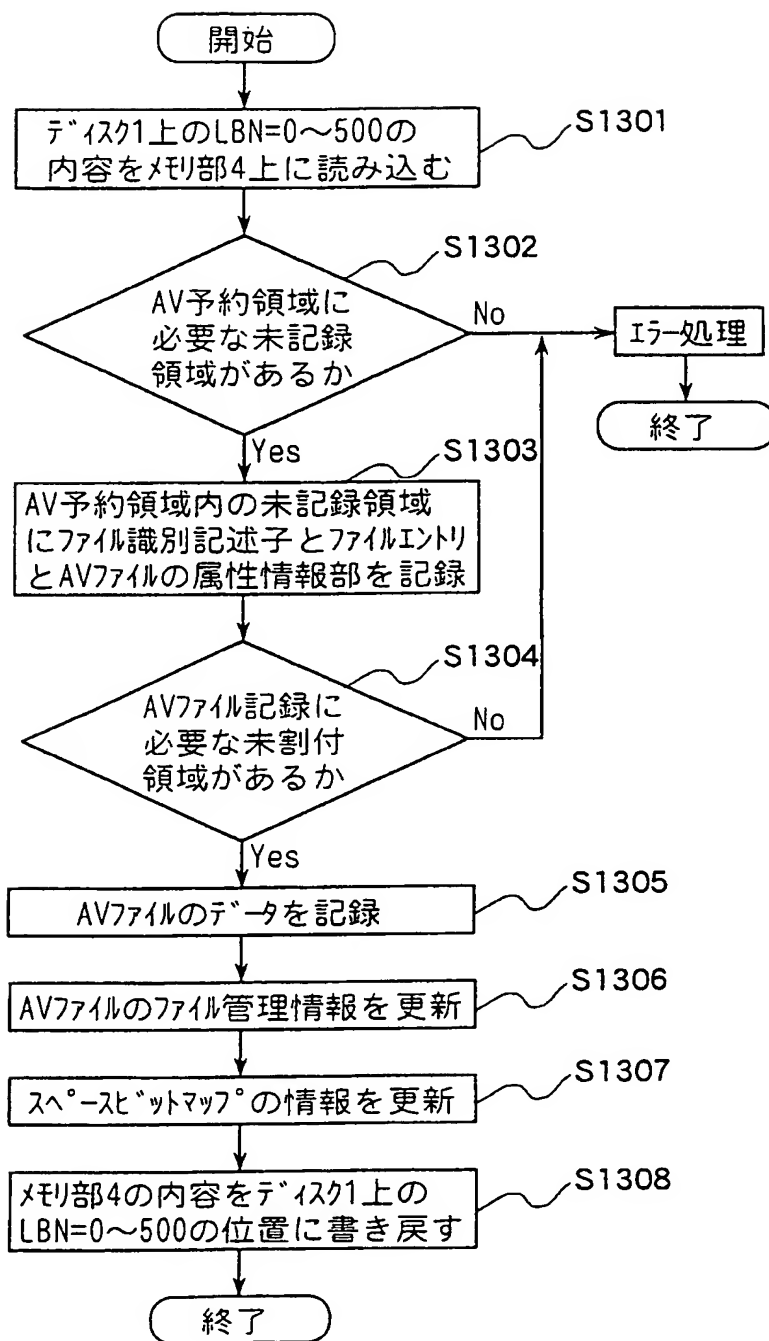 開始
ﾃﾞｨｽｸ1上のLBN=0〜500の
内容をﾒﾓﾘ部4上に読み込む
S1301
S1302
AV予約領域に
必要な未記録
領域があるか
No
ｴﾗｰ処理
終了
Yes
S1303
AV予約領域内の未記録領域
にﾌｧｲﾙ識別記述子とﾌｧｲﾙｴﾝﾄﾘ
とAVﾌｧｲﾙの属性情報部を記録
S1304
AVﾌｧｲﾙ記録に
必要な未割付
領域があるか
No
Yes
S1305
AVﾌｧｲﾙのﾃﾞｰﾀを記録
S1306
AVﾌｧｲﾙのﾌｧｲﾙ管理情報を更新
S1307
ｽﾍﾟｰｽﾋﾞｯﾄﾏｯﾌﾟの情報を更新
S1308
ﾒﾓﾘ部4の内容をﾃﾞｨｽｸ1上の
LBN=0〜500の位置に書き戻す
終了